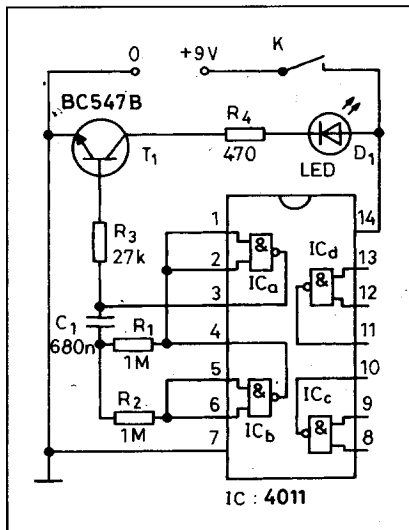 0 +9V K
BC547B
T1
R4
470
LED
D1
R3
27k
C1
680n
R1
1M
R2
1M
1
2
3
4
5
6
7
14
13
12
11
10
9
8
&
ICa
&
ICd
&
ICb
&
ICc
IC : 4011